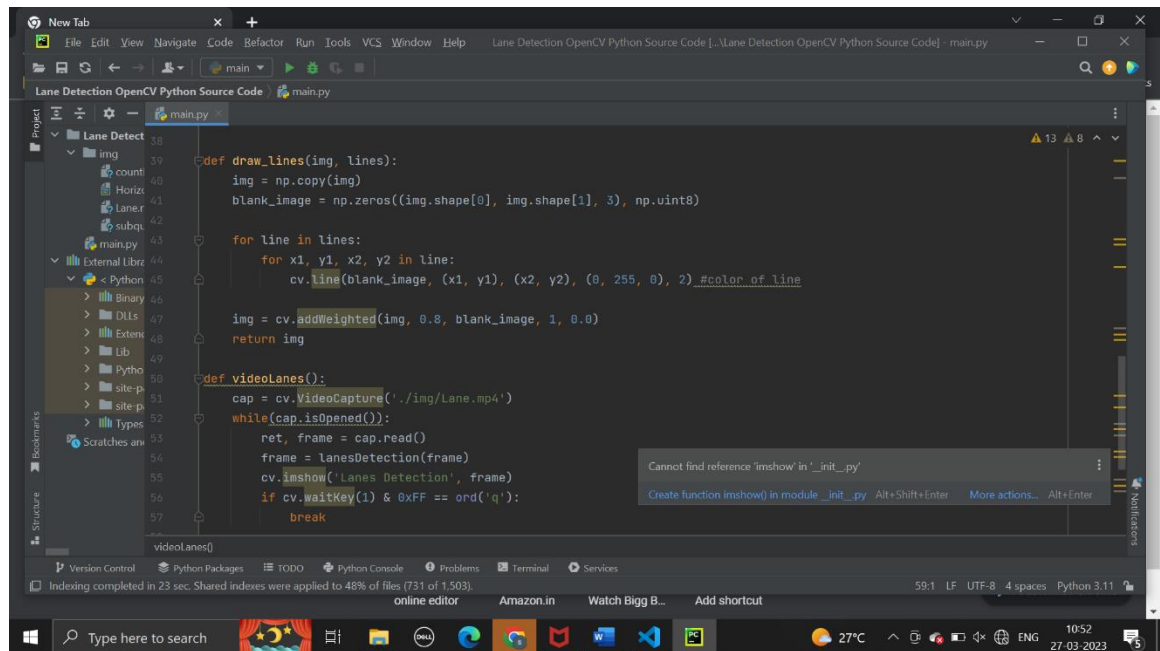 New Tab
File Edit View Navigate Code Refactor Run Tools VCS Window Help Lane Detection OpenCV Python Source Code [...\Lane Detection OpenCV Python Source Code] - main.py
main
Lane Detection OpenCV Python Source Code main.py
Project
main.py
Lane Detect
img
counti
Horizo
Lane.r
subqu
main.py
External Libra
< Python
Binary
DLLs
Extend
Lib
Pytho
site-p
site-p
Types
Scratches and
13 8
38
39 def draw_lines(img, lines):
40 img = np.copy(img)
41 blank_image = np.zeros((img.shape[0], img.shape[1], 3), np.uint8)
42
43 for line in lines:
44 for x1, y1, x2, y2 in line:
45 cv.line(blank_image, (x1, y1), (x2, y2), (0, 255, 0), 2) #color of line
46
47 img = cv.addWeighted(img, 0.8, blank_image, 1, 0.0)
48 return img
49
50 def videoLanes():
51 cap = cv.VideoCapture('./img/Lane.mp4')
52 while(cap.isOpened()):
53 ret, frame = cap.read()
54 frame = lanesDetection(frame)
55 cv.imshow('Lanes Detection', frame)
56 if cv.waitKey(1) & 0xFF == ord('q'):
57 break
Cannot find reference 'imshow' in '__init__.py'
Create function imshow() in module __init__.py Alt+Shift+Enter More actions... Alt+Enter
Bookmarks
Structure
Notifications
videoLanes()
Version Control Python Packages TODO Python Console Problems Terminal Services
Indexing completed in 23 sec. Shared indexes were applied to 48% of files (731 of 1,503). 59:1 LF UTF-8 4 spaces Python 3.11
online editor Amazon.in Watch Bigg B... Add shortcut
Type here to search
DELL
PC
27°C
ENG
10:52
27-03-2023
5